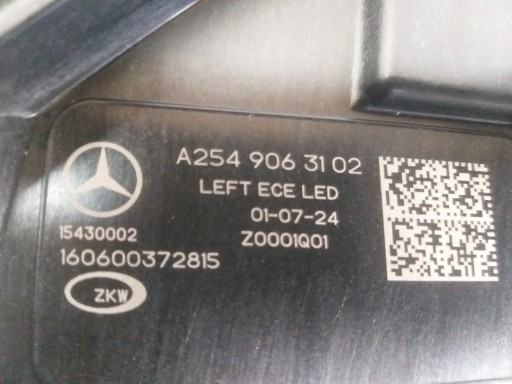 A254 906 31 02
LEFT ECE LED
01-07-24
15430002
Z0001Q01
160600372815
ZKW